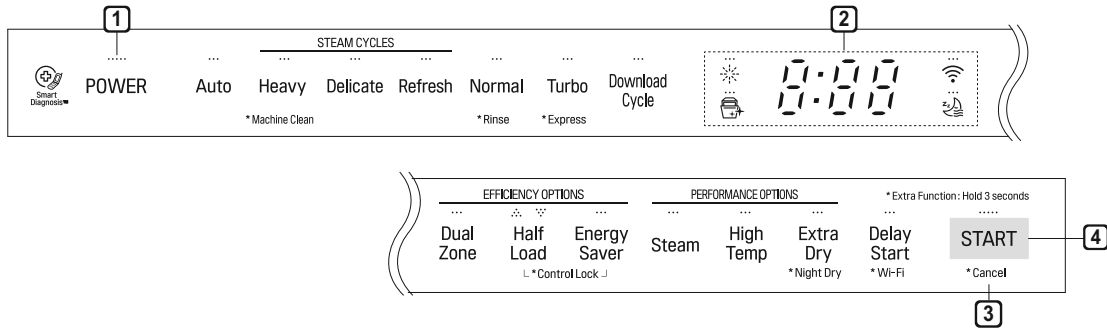 1
2
STEAM CYCLES
Smart Diagnosis
POWER
Auto
Heavy
Delicate
Refresh
Normal
Turbo
Download Cycle
8:88
* Machine Clean
* Rinse
* Express
EFFICIENCY OPTIONS
PERFORMANCE OPTIONS
* Extra Function : Hold 3 seconds
Dual Zone
Half Load
Energy Saver
Steam
High Temp
Extra Dry
Delay Start
START
4
* Control Lock
* Night Dry
* Wi-Fi
* Cancel
3